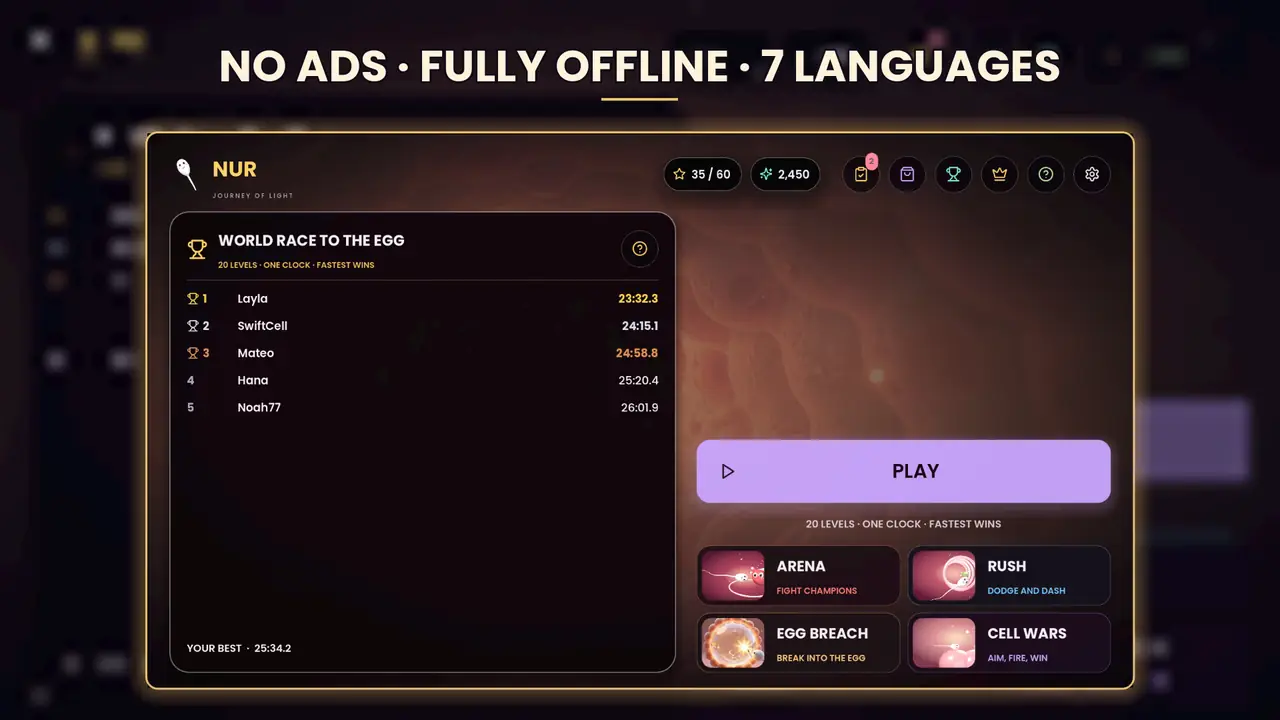 NO ADS · FULLY OFFLINE · 7 LANGUAGES
NUR
JOURNEY OF LIGHT
35 / 60
2,450
2
WORLD RACE TO THE EGG
20 LEVELS · ONE CLOCK · FASTEST WINS
1 Layla 23:32.3
2 SwiftCell 24:15.1
3 Mateo 24:58.8
4 Hana 25:20.4
5 Noah77 26:01.9
YOUR BEST · 25:34.2
PLAY
20 LEVELS · ONE CLOCK · FASTEST WINS
ARENA
FIGHT CHAMPIONS
RUSH
DODGE AND DASH
EGG BREACH
BREAK INTO THE EGG
CELL WARS
AIM, FIRE, WIN